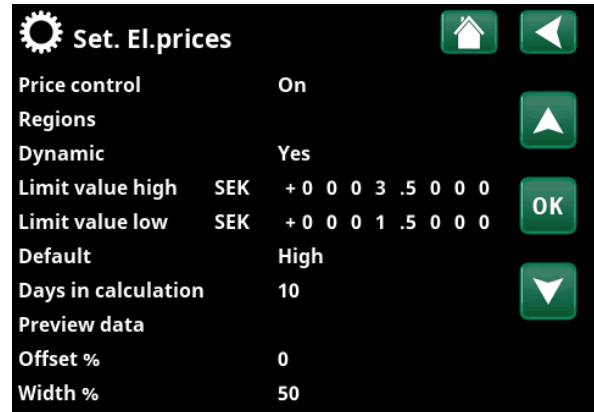 Set. El.prices
Price control On
Regions
Dynamic Yes
Limit value high SEK +0 0 0 3 .5 0 0 0
Limit value low SEK +0 0 0 1 .5 0 0 0
OK
Default High
Days in calculation 10
Preview data
Offset % 0
Width % 50